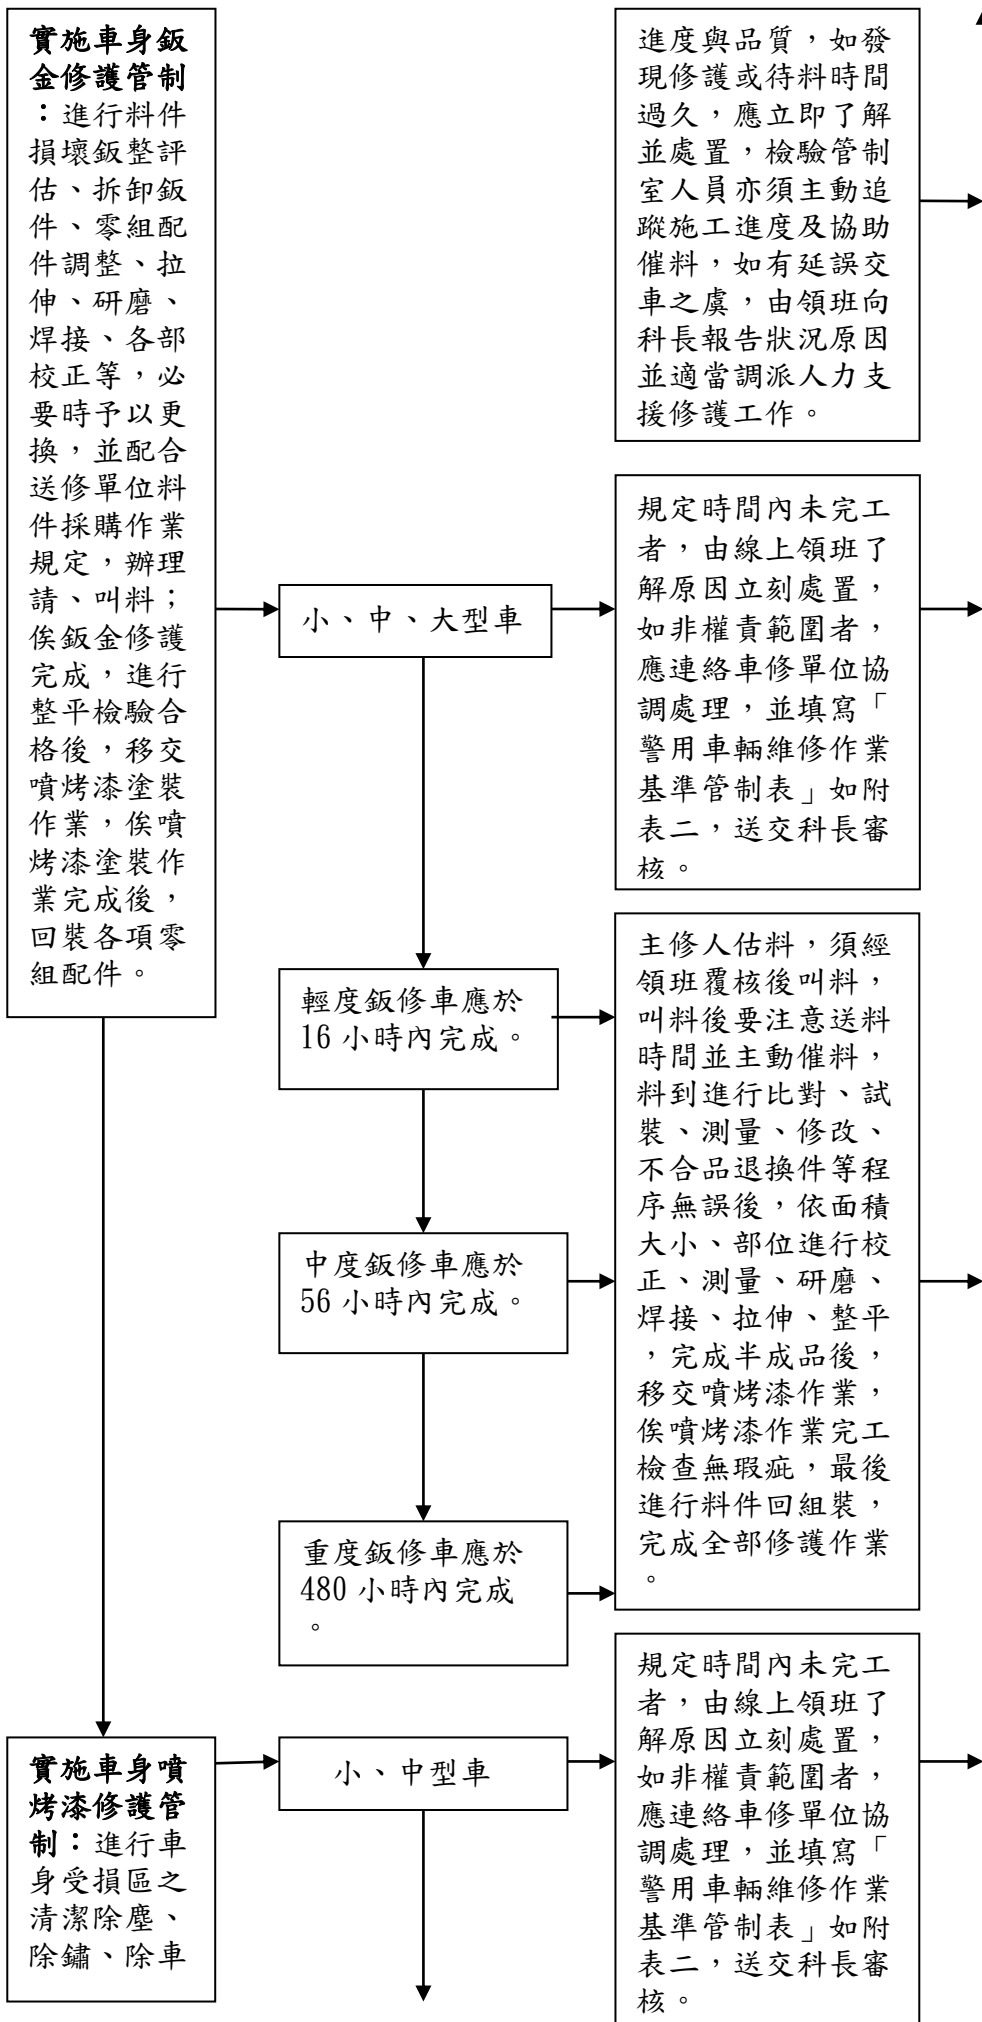 實施車身鈑
金修護管制
：進行料件
損壞鈑整評
估、拆卸鈑
件、零組配
件調整、拉
伸、研磨、
焊接、各部
校正等，必
要時予以更
換，並配合
送修單位料
件採購作業
規定，辦理
請、叫料；
俟鈑金修護
完成，進行
整平檢驗合
格後，移交
噴烤漆塗裝
作業，俟噴
烤漆塗裝作
業完成後，
回裝各項零
組配件。
進度與品質，如發
現修護或待料時間
過久，應立即了解
並處置，檢驗管制
室人員亦須主動追
蹤施工進度及協助
催料，如有延誤交
車之虞，由領班向
科長報告狀況原因
並適當調派人力支
援修護工作。
小、中、大型車
規定時間內未完工
者，由線上領班了
解原因立刻處置，
如非權責範圍者，
應連絡車修單位協
調處理，並填寫「
警用車輛維修作業
基準管制表」如附
表二，送交科長審
核。
輕度鈑修車應於
16 小時內完成。
中度鈑修車應於
56 小時內完成。
重度鈑修車應於
480 小時內完成
。
主修人估料，須經
領班覆核後叫料，
叫料後要注意送料
時間並主動催料，
料到進行比對、試
裝、測量、修改、
不合品退換件等程
序無誤後，依面積
大小、部位進行校
正、測量、研磨、
焊接、拉伸、整平
，完成半成品後，
移交噴烤漆作業，
俟噴烤漆作業完工
檢查無瑕疵，最後
進行料件回組裝，
完成全部修護作業
。
實施車身噴
烤漆修護管
制：進行車
身受損區之
清潔除塵、
除鏽、除車
小、中型車
規定時間內未完工
者，由線上領班了
解原因立刻處置，
如非權責範圍者，
應連絡車修單位協
調處理，並填寫「
警用車輛維修作業
基準管制表」如附
表二，送交科長審
核。